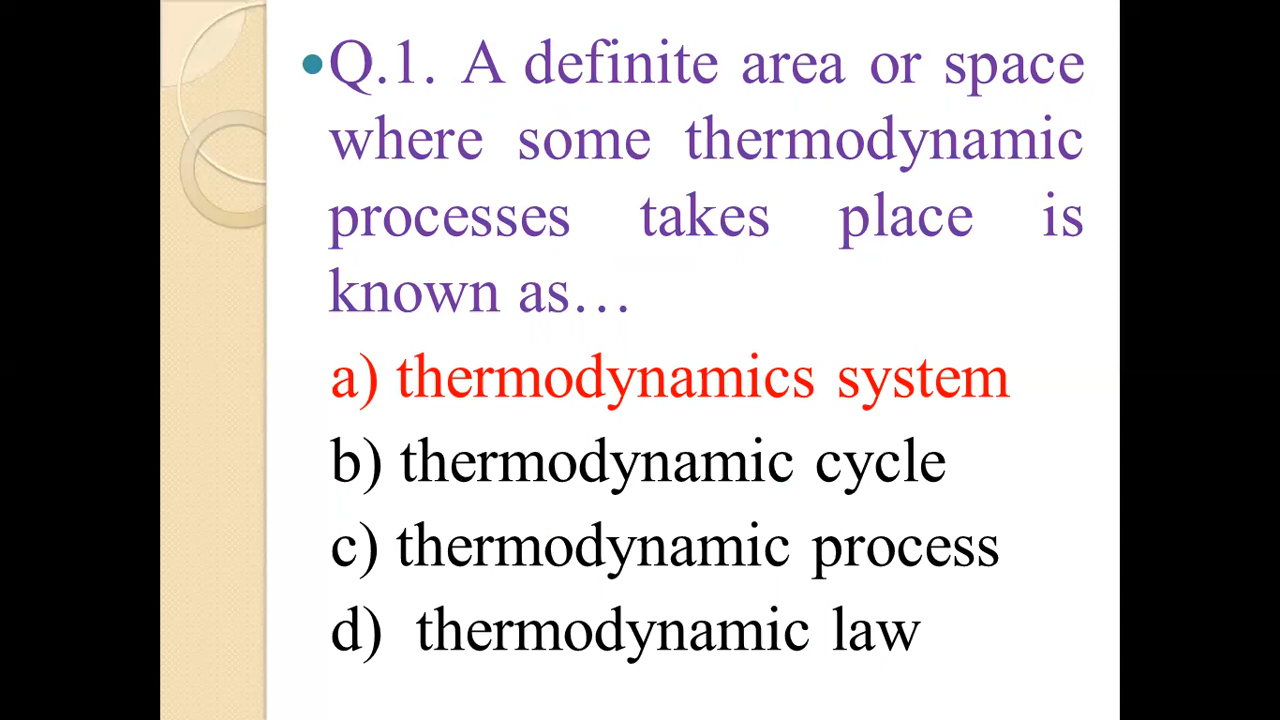 •Q.1. A definite area or space
where some thermodynamic
processes takes place is
known as…
a) thermodynamics system
b) thermodynamic cycle
c) thermodynamic process
d) thermodynamic law